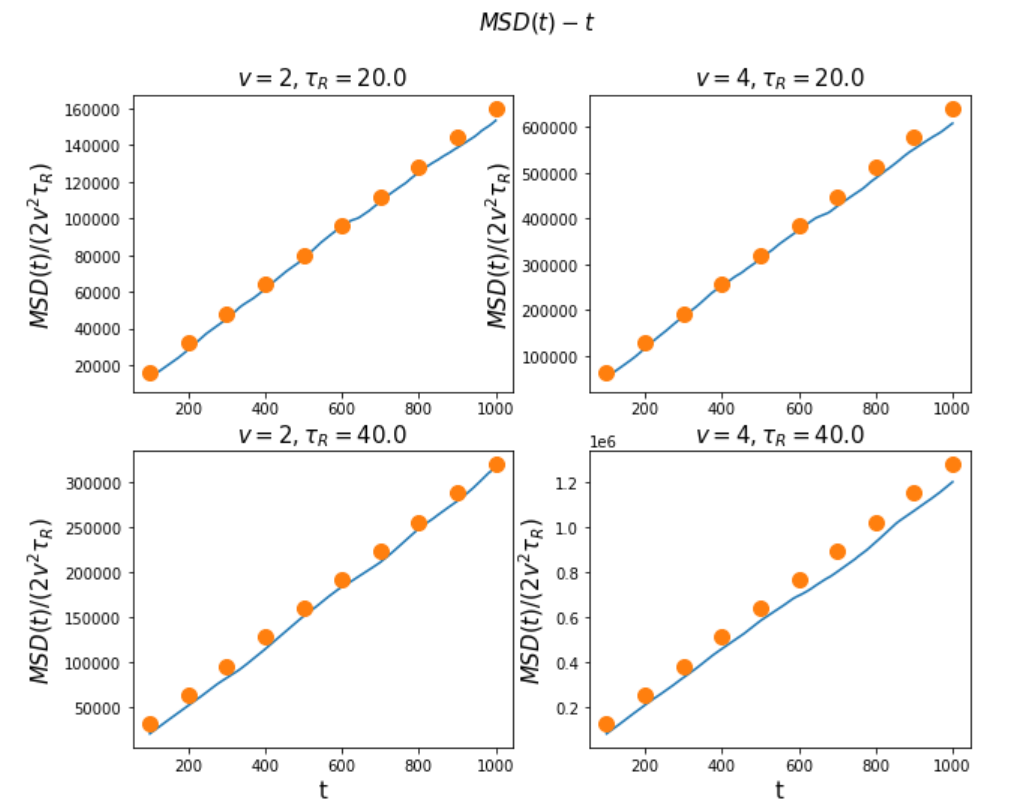 MSD(t) − t
v = 2, τ_R = 20.0
MSD(t)/(2v²τ_R)
160000
140000
120000
100000
80000
60000
40000
20000
200 400 600 800 1000
v = 4, τ_R = 20.0
MSD(t)/(2v²τ_R)
600000
500000
400000
300000
200000
100000
200 400 600 800 1000
v = 2, τ_R = 40.0
MSD(t)/(2v²τ_R)
300000
250000
200000
150000
100000
50000
200 400 600 800 1000
t
v = 4, τ_R = 40.0
1e6
MSD(t)/(2v²τ_R)
1.2
1.0
0.8
0.6
0.4
0.2
200 400 600 800 1000
t